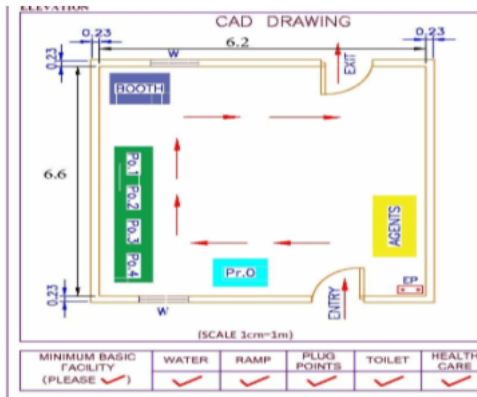 ELEVATION
CAD DRAWING
0,23
6.2
0,23
W
EXIT
0,23
BOOTH
6.6
Po.1
Po.2
Po.3
Po.4
AGENTS
Pr.O
EP
0,23
W
ENTRY
(SCALE 1cm=1m)
MINIMUM BASIC FACILITY (PLEASE ✓)
WATER
RAMP
PLUG POINTS
TOILET
HEALTH CARE